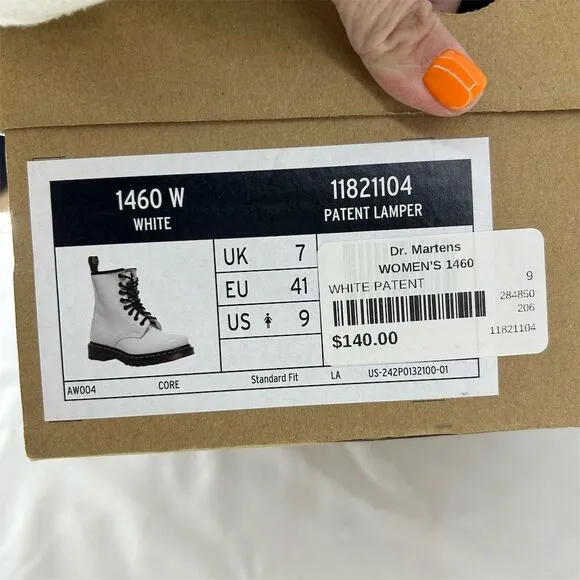 1460 W
WHITE
11821104
PATENT LAMPER
UK 7
EU 41
US 9
Dr. Martens
WOMEN'S 1460
WHITE PATENT
9
284850
206
$140.00
11821104
AW004 CORE Standard Fit LA US-242P0132100-01